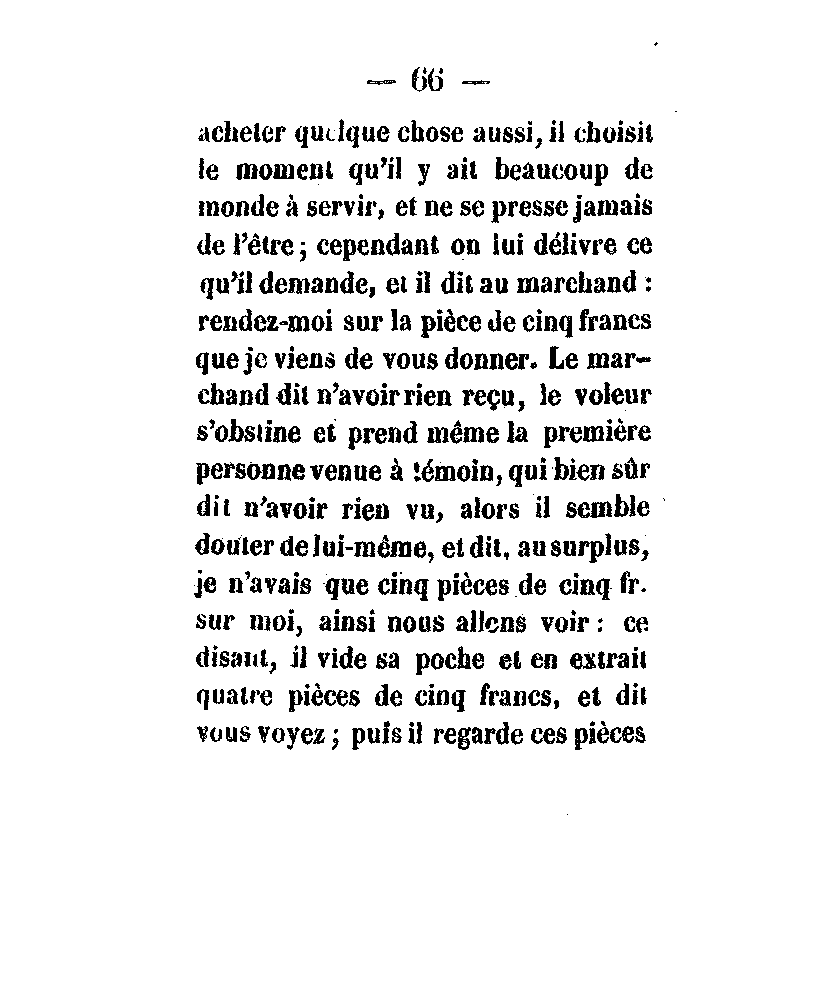 — 66 —
acheter quelque chose aussi, il choisit
le moment qu'il y ait beaucoup de
monde à servir, et ne se presse jamais
de l'être ; cependant on lui délivre ce
qu'il demande, et il dit au marchand :
rendez-moi sur la pièce de cinq francs
que je viens de vous donner. Le mar-
chand dit n'avoir rien reçu, le voleur
s'obstine et prend même la première
personne venue à témoin, qui bien sûr
dit n'avoir rien vu, alors il semble
douter de lui-même, et dit, au surplus,
je n'avais que cinq pièces de cinq fr.
sur moi, ainsi nous allons voir : ce
disant, il vide sa poche et en extrait
quatre pièces de cinq francs, et dit
vous voyez ; puis il regarde ces pièces